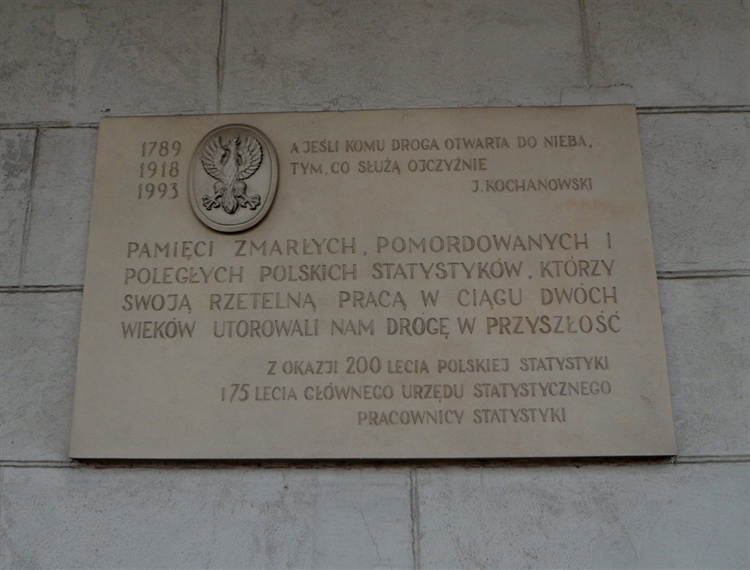 1789
1918
1993
A JEŚLI KOMU DROGA OTWARTA DO NIEBA,
TYM, CO SŁUŻĄ OJCZYŹNIE
J. KOCHANOWSKI
PAMIĘCI ZMARŁYCH, POMORDOWANYCH I
POLEGŁYCH POLSKICH STATYSTYKÓW, KTÓRZY
SWOJĄ RZETELNĄ PRACĄ W CIĄGU DWÓCH
WIEKÓW UTOROWALI NAM DROGĘ W PRZYSZŁOŚĆ
Z OKAZJI 200 LECIA POLSKIEJ STATYSTYKI
I 75 LECIA GŁÓWNEGO URZĘDU STATYSTYCZNEGO
PRACOWNICY STATYSTYKI